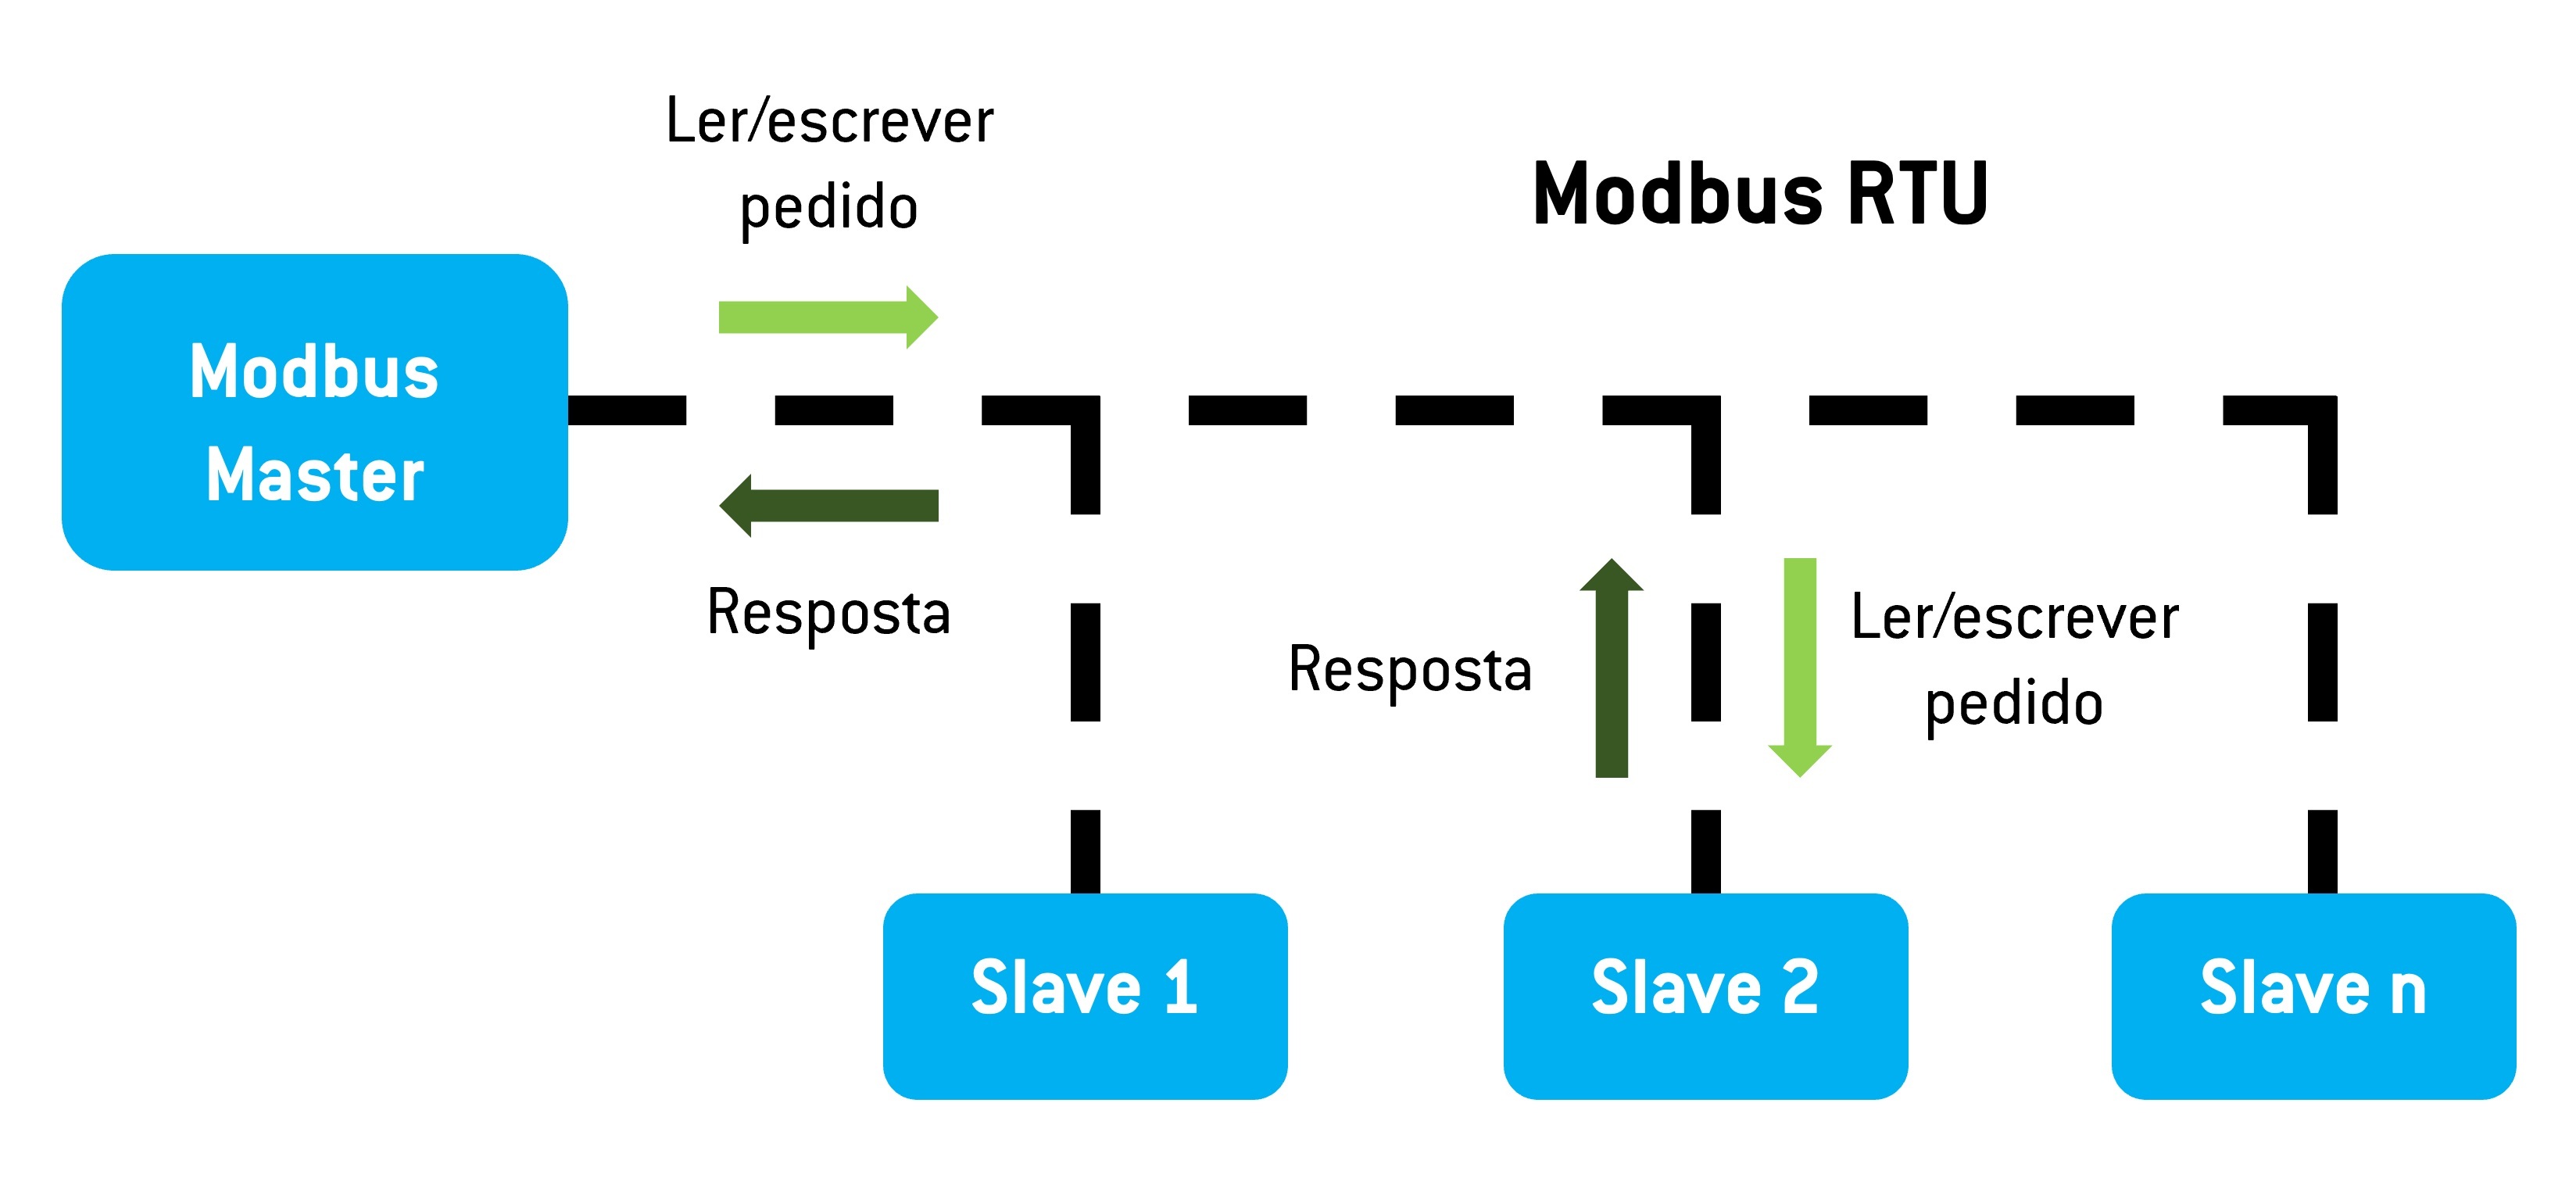 Ler/escrever
pedido
Modbus RTU
Modbus
Master
Resposta
Resposta
Ler/escrever
pedido
Slave 1
Slave 2
Slave n